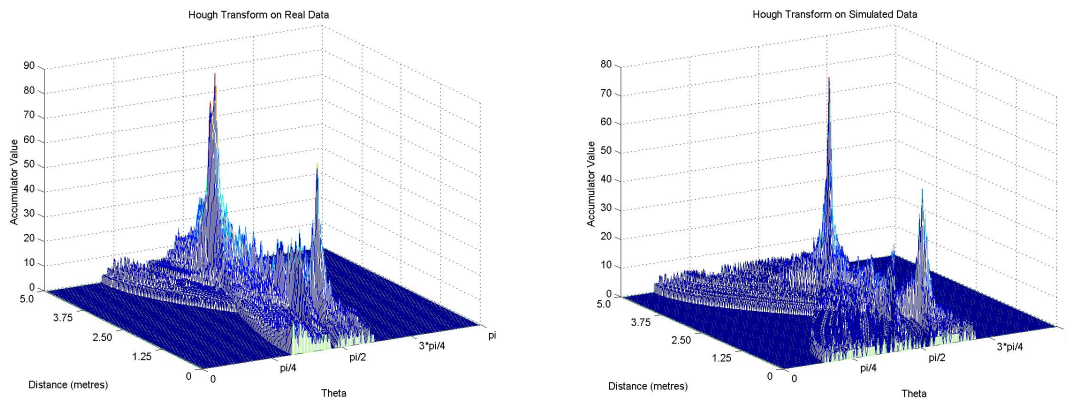 Hough Transform on Real Data
90
80
70
60
50
40
30
20
10
0
Accumulator Value
5.0
3.75
2.50
1.25
0
Distance (metres)
0
pi/4
pi/2
3*pi/4
pi
Theta
Hough Transform on Simulated Data
80
70
60
50
40
30
20
10
0
Accumulator Value
5.0
3.75
2.50
1.25
0
Distance (metres)
0
pi/4
pi/2
3*pi/4
Theta